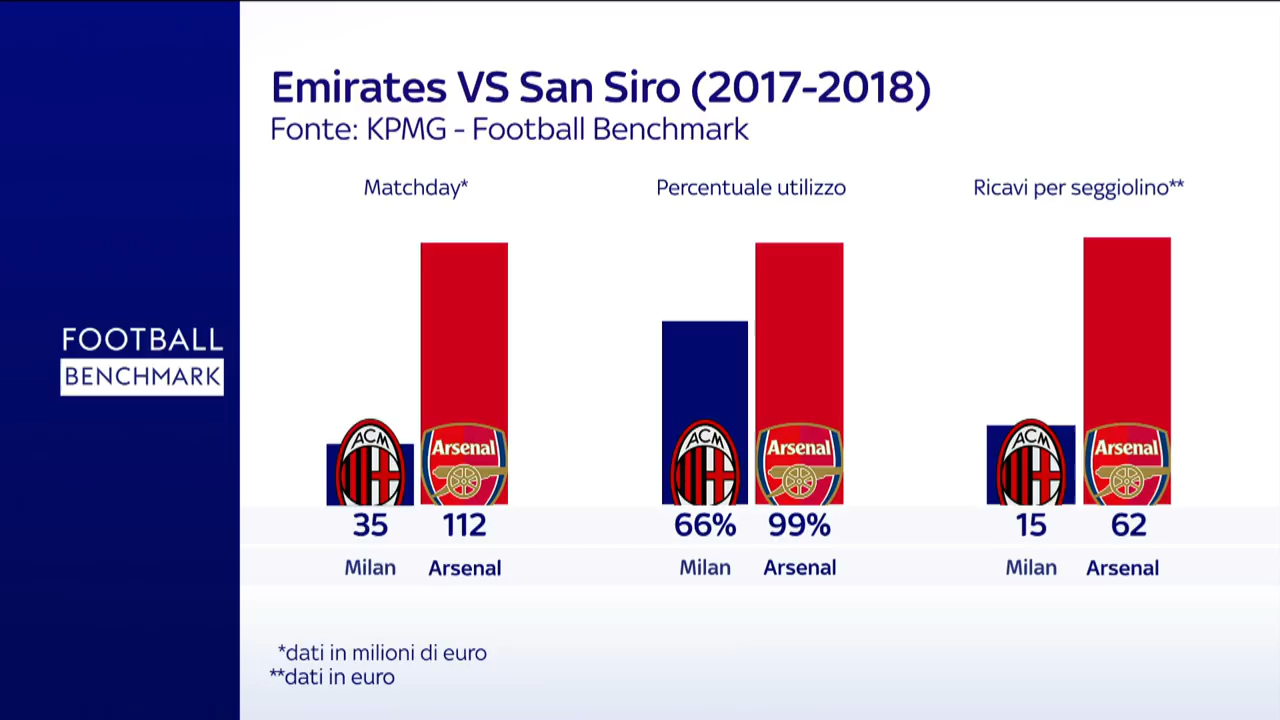 Emirates VS San Siro (2017-2018)
Fonte: KPMG - Football Benchmark
Matchday* Percentuale utilizzo Ricavi per seggiolino**
FOOTBALL
BENCHMARK
ACM Arsenal ACM Arsenal ACM Arsenal
35 112 66% 99% 15 62
Milan Arsenal Milan Arsenal Milan Arsenal
*dati in milioni di euro
**dati in euro